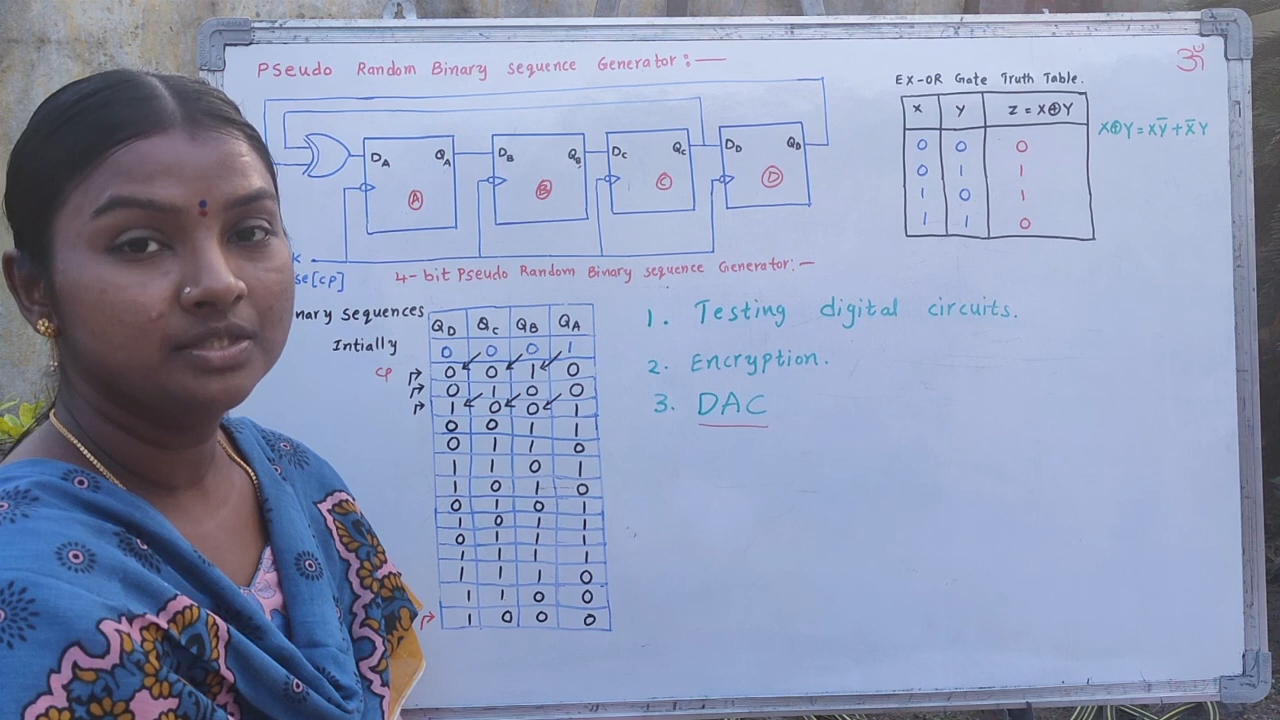 Pseudo Random Binary sequence Generator:—
ॐ
EX-OR Gate Truth Table.
X Y Z = X⊕Y
0 0 0
0 1 1
1 0 1
1 1 0
X⊕Y = XȲ + X̄Y
D_A Q_A
A
D_B Q_B
B
D_C Q_C
C
D_D Q_D
D
K
se[CP]
4-bit Pseudo Random Binary sequence Generator:—
nary sequences
Q_D Q_C Q_B Q_A
Intially
0 0 0 1
CP
0 0 1 0
0 1 0 0
1 0 0 1
0 0 1 1
0 1 1 0
1 1 0 1
1 0 1 0
0 1 0 1
1 0 1 1
0 1 1 1
1 1 1 1
1 1 1 0
1 1 0 0
1 0 0 0
1. Testing digital circuits.
2. Encryption.
3. DAC